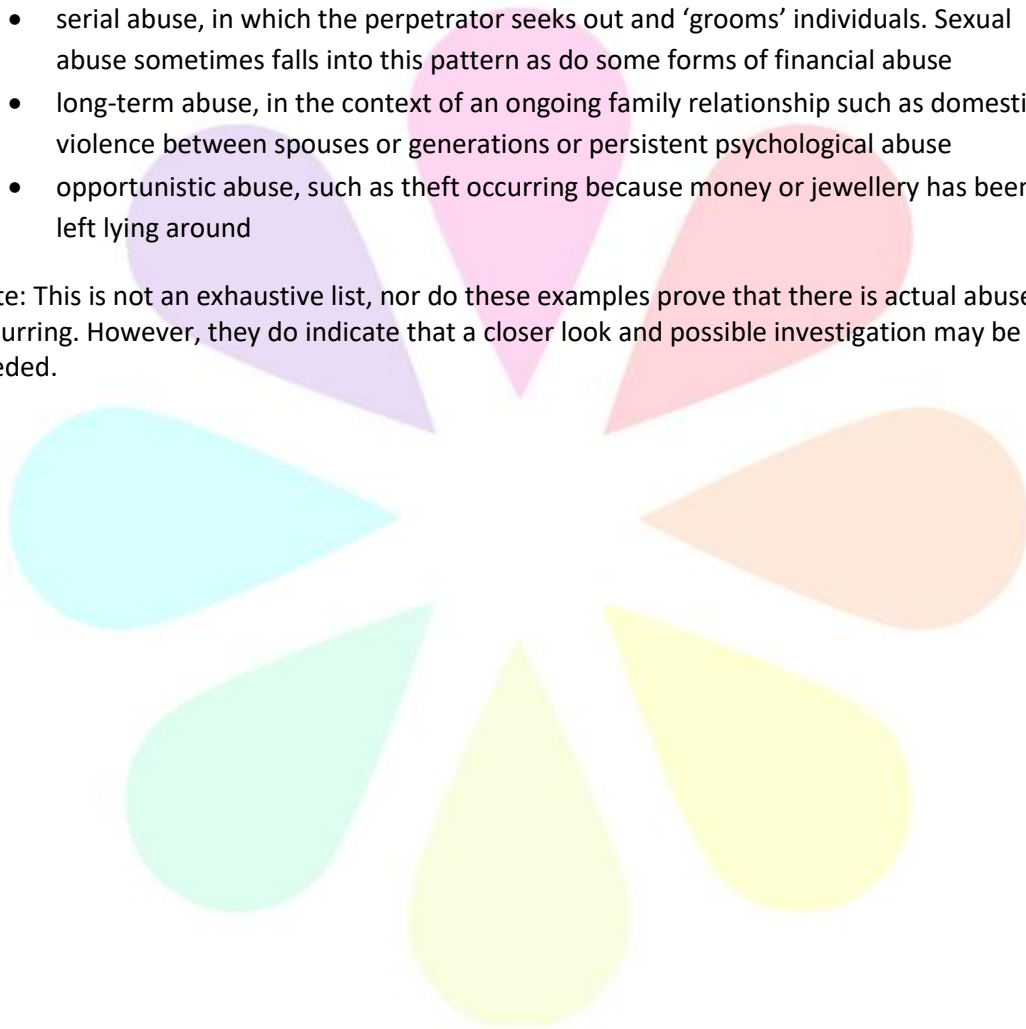 • serial abuse, in which the perpetrator seeks out and ‘grooms’ individuals. Sexual
abuse sometimes falls into this pattern as do some forms of financial abuse
• long-term abuse, in the context of an ongoing family relationship such as domesti
violence between spouses or generations or persistent psychological abuse
• opportunistic abuse, such as theft occurring because money or jewellery has been
left lying around
te: This is not an exhaustive list, nor do these examples prove that there is actual abuse
urring. However, they do indicate that a closer look and possible investigation may be
eded.